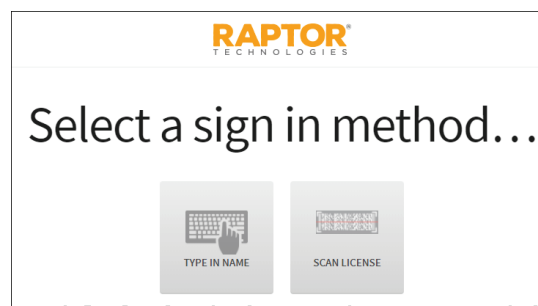 RAPTOR®
TECHNOLOGIES
Select a sign in method...
TYPE IN NAME
SCAN LICENSE